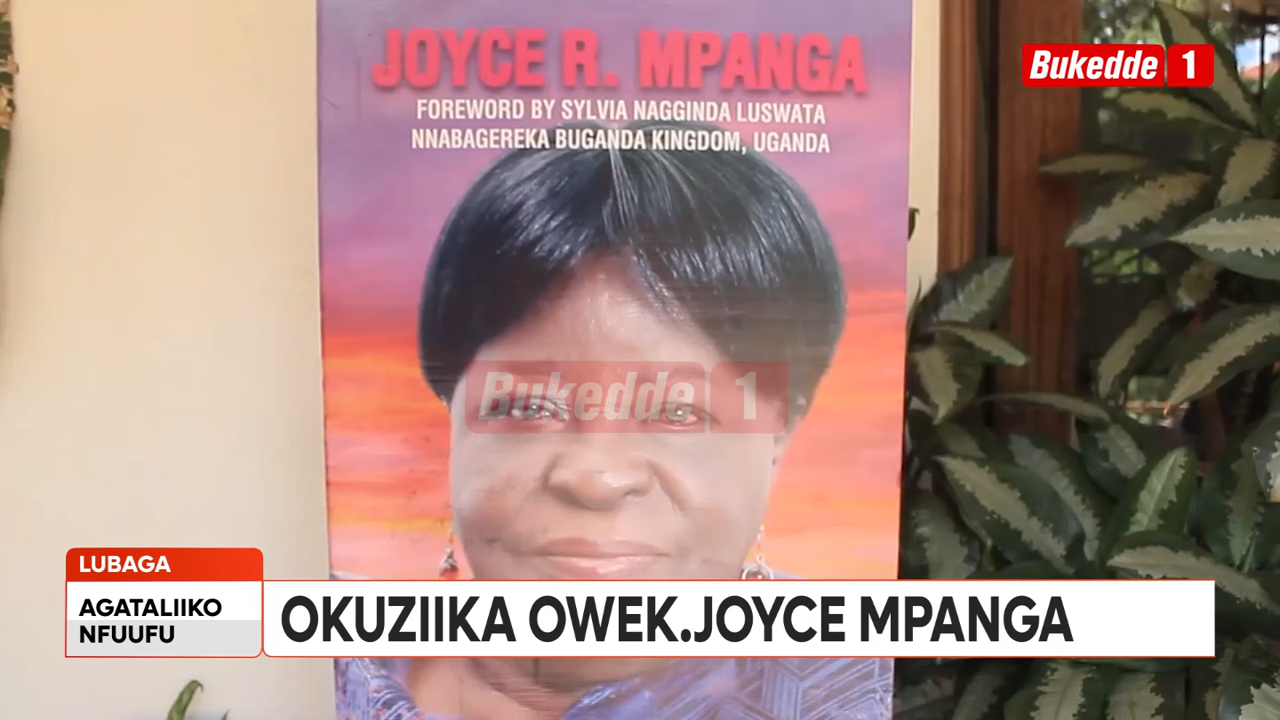 JOYCE R. MPANGA
FOREWORD BY SYLVIA NAGGINDA LUSWATA
NNABAGEREKA BUGANDA KINGDOM, UGANDA
Bukedde 1
Bukedde 1
LUBAGA
AGATALIIKO
NFUUFU
OKUZIIKA OWEK.JOYCE MPANGA